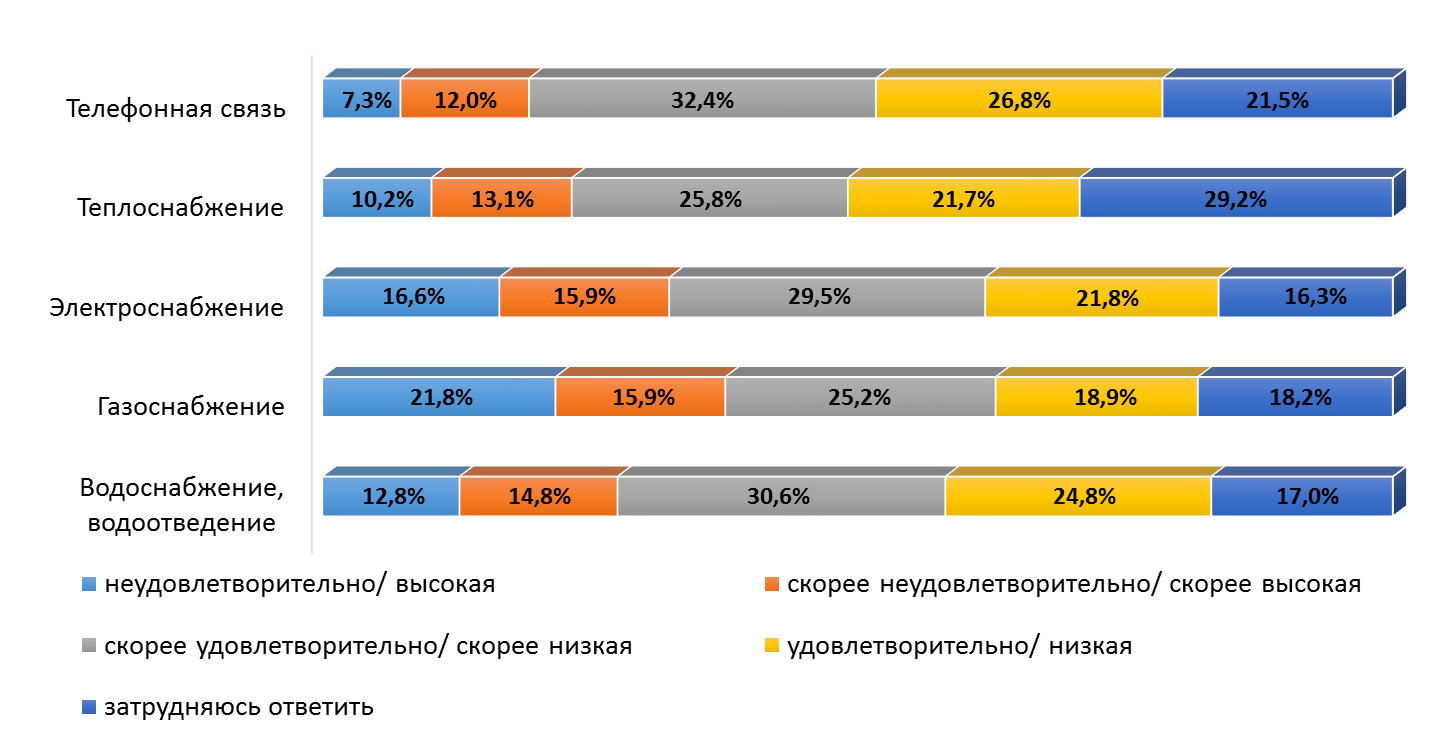 Телефонная связь
7,3% 12,0% 32,4% 26,8% 21,5%
Теплоснабжение
10,2% 13,1% 25,8% 21,7% 29,2%
Электроснабжение
16,6% 15,9% 29,5% 21,8% 16,3%
Газоснабжение
21,8% 15,9% 25,2% 18,9% 18,2%
Водоснабжение,
водоотведение
12,8% 14,8% 30,6% 24,8% 17,0%
неудовлетворительно/ высокая
скорее неудовлетворительно/ скорее высокая
скорее удовлетворительно/ скорее низкая
удовлетворительно/ низкая
затрудняюсь ответить